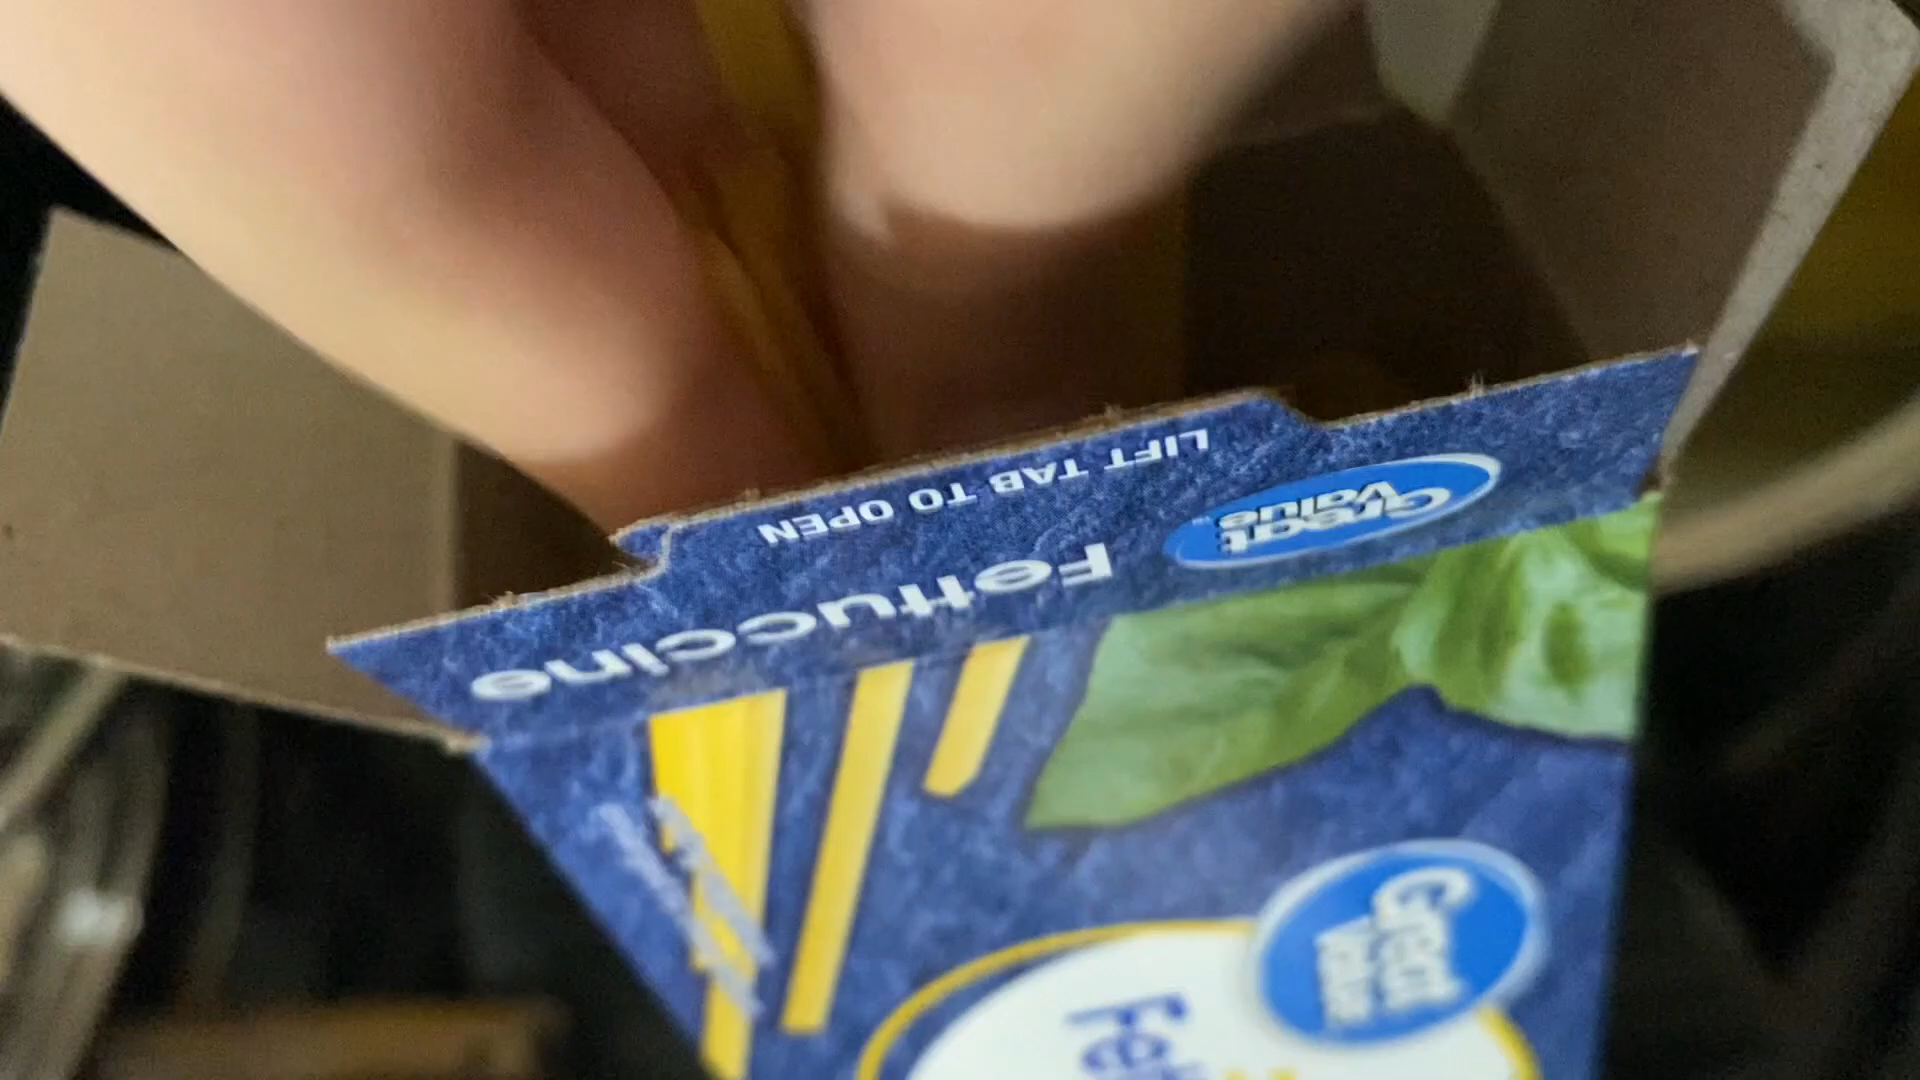 LIFT TAB TO OPEN
Great
Value
Fettuccine
Great
Value